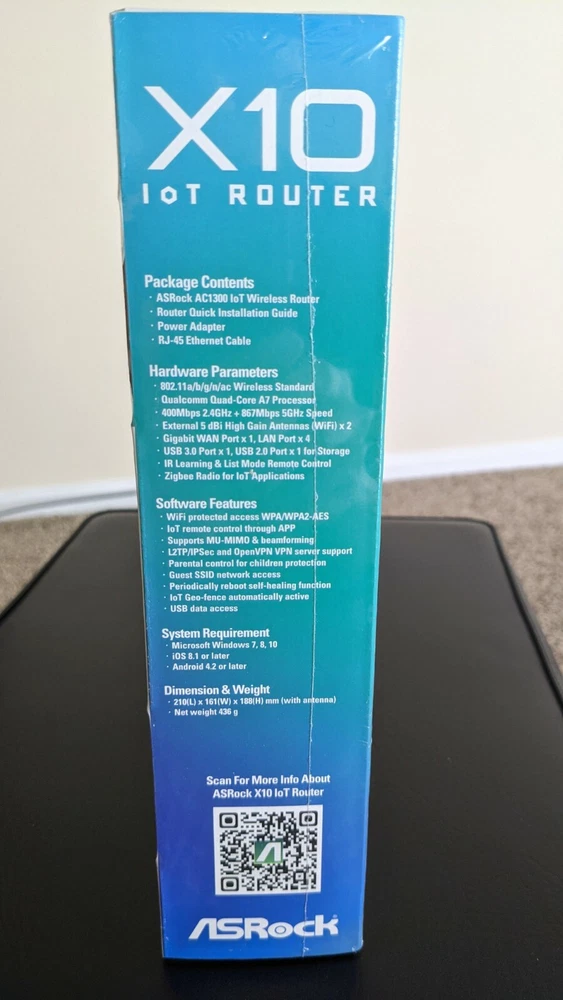 X10
IoT ROUTER
Package Contents
· ASRock AC1300 IoT Wireless Router
· Router Quick Installation Guide
· Power Adapter
· RJ-45 Ethernet Cable
Hardware Parameters
· 802.11a/b/g/n/ac Wireless Standard
· Qualcomm Quad-Core A7 Processor
· 400Mbps 2.4GHz + 867Mbps 5GHz Speed
· External 5 dBi High Gain Antennas (WiFi) x 2
· Gigabit WAN Port x 1, LAN Port x 4
· USB 3.0 Port x 1, USB 2.0 Port x 1 for Storage
· IR Learning & List Mode Remote Control
· Zigbee Radio for IoT Applications
Software Features
· WiFi protected access WPA/WPA2-AES
· IoT remote control through APP
· Supports MU-MIMO & beamforming
· L2TP/IPSec and OpenVPN VPN server support
· Parental control for children protection
· Guest SSID network access
· Periodically reboot self-healing function
· IoT Geo-fence automatically active
· USB data access
System Requirement
· Microsoft Windows 7, 8, 10
· iOS 8.1 or later
· Android 4.2 or later
Dimension & Weight
· 210(L) x 161(W) x 188(H) mm (with antenna)
· Net weight 436 g
Scan For More Info About
ASRock X10 IoT Router
ASRock